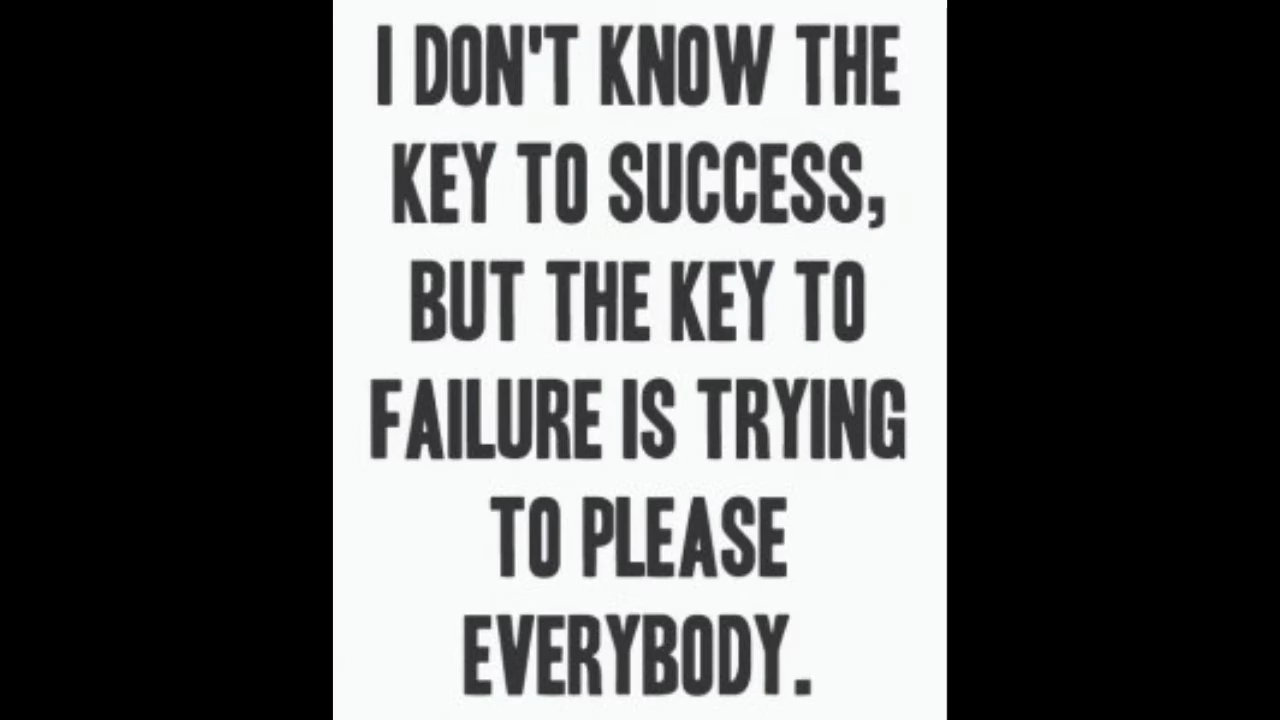 I DON'T KNOW THE
KEY TO SUCCESS,
BUT THE KEY TO
FAILURE IS TRYING
TO PLEASE
EVERYBODY.